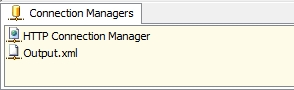 Connection Managers
HTTP Connection Manager
Output.xml